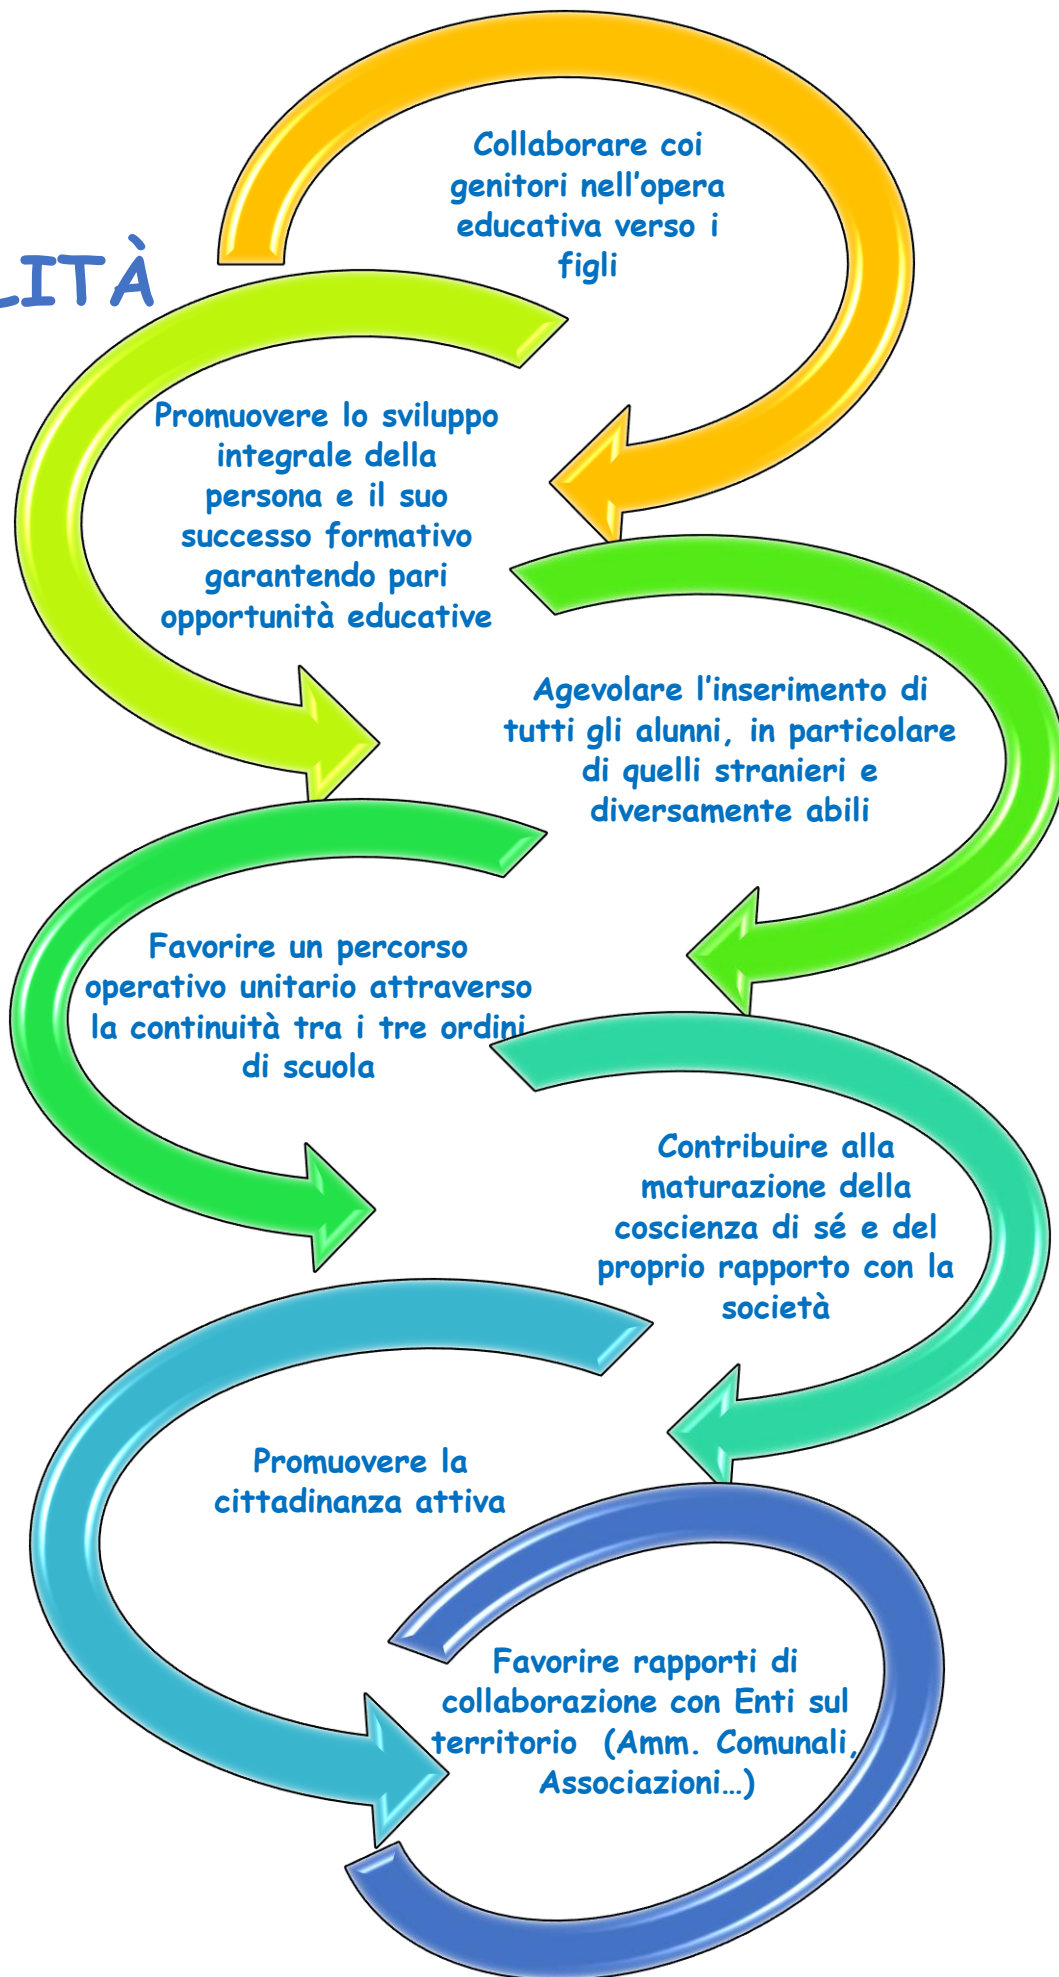 Collaborare coi
genitori nell'opera
educativa verso i
figli
LITÀ
Promuovere lo sviluppo
integrale della
persona e il suo
successo formativo
garantendo pari
opportunità educative
Agevolare l'inserimento di
tutti gli alunni, in particolare
di quelli stranieri e
diversamente abili
Favorire un percorso
operativo unitario attraverso
la continuità tra i tre ordini
di scuola
Contribuire alla
maturazione della
coscienza di sé e del
proprio rapporto con la
società
Promuovere la
cittadinanza attiva
Favorire rapporti di
collaborazione con Enti sul
territorio (Amm. Comunali,
Associazioni…)